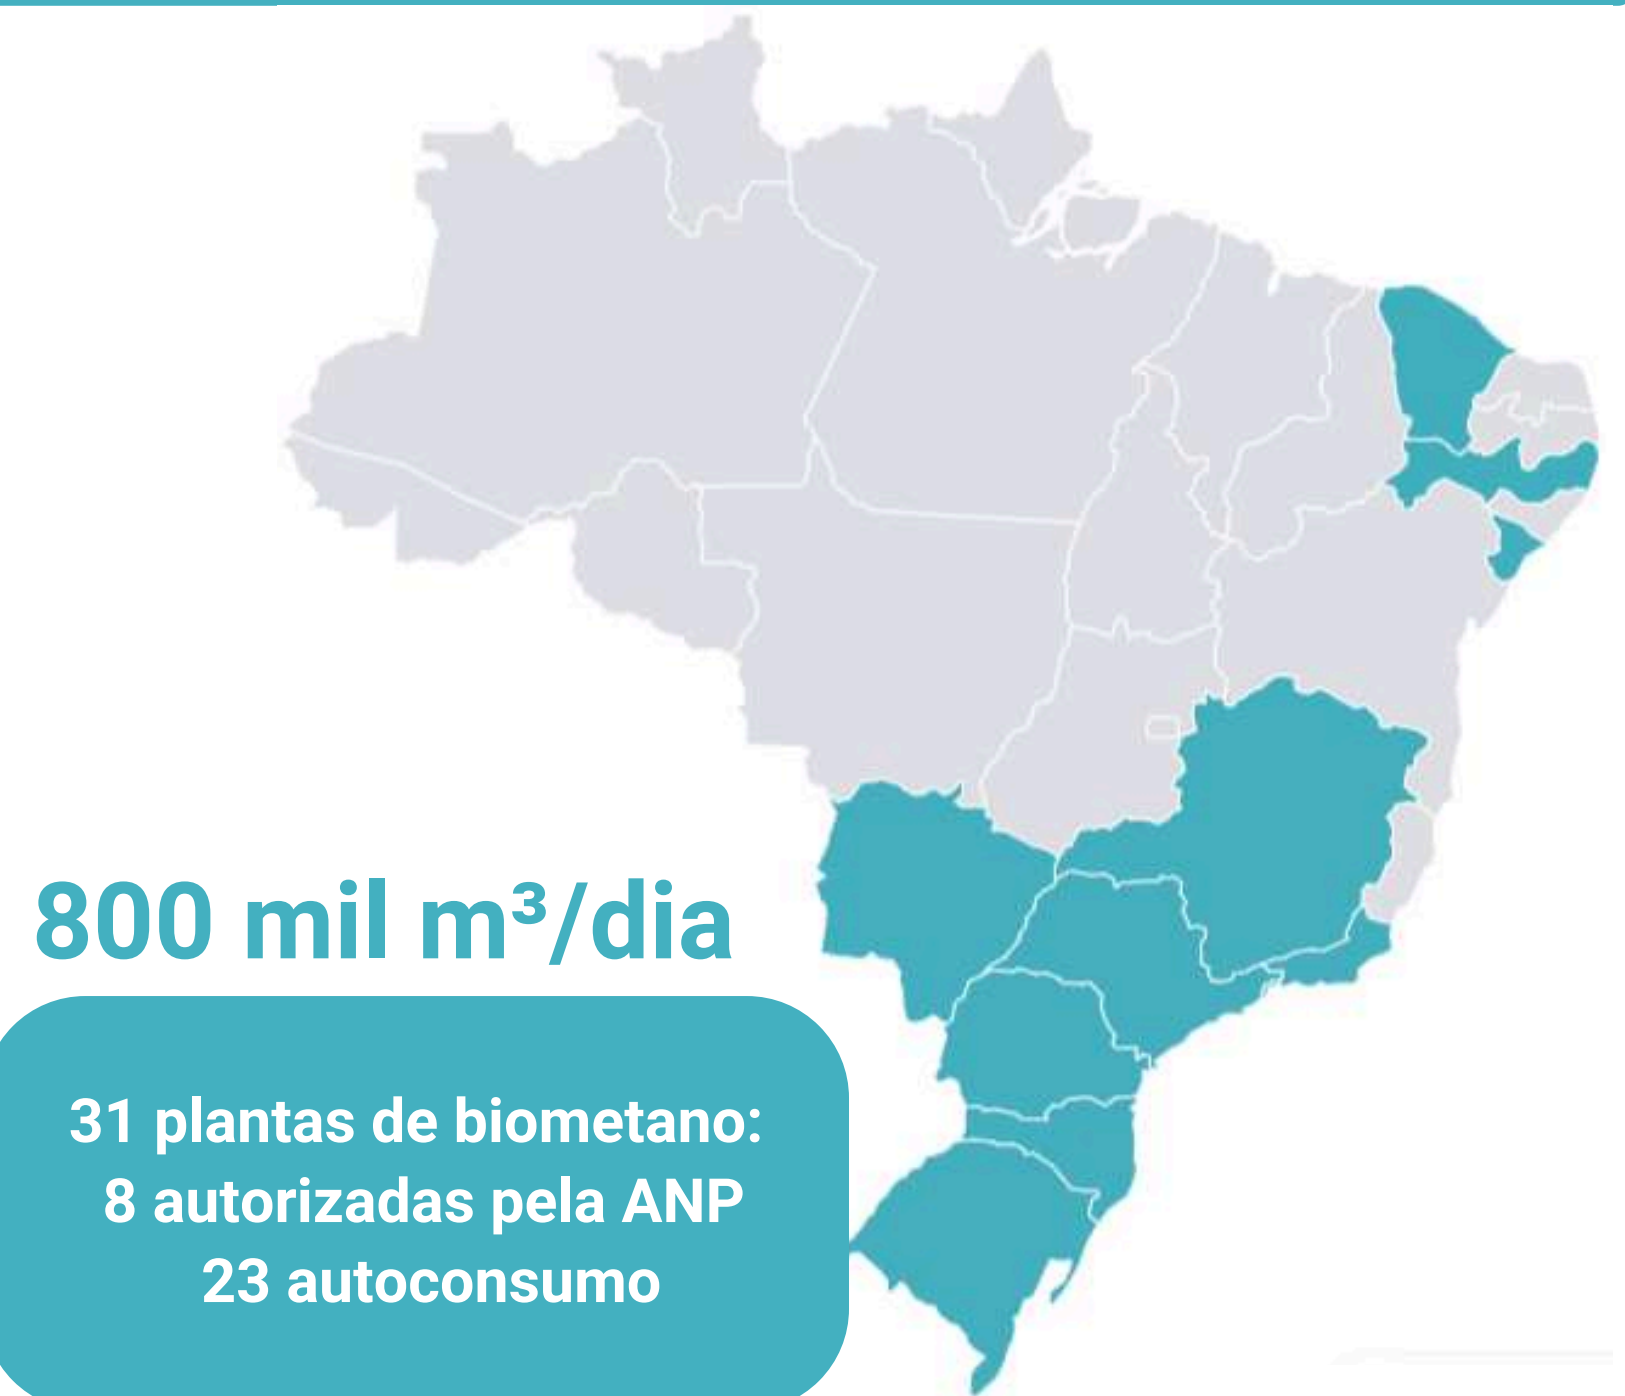 800 mil m³/dia
31 plantas de biometano:
8 autorizadas pela ANP
23 autoconsumo